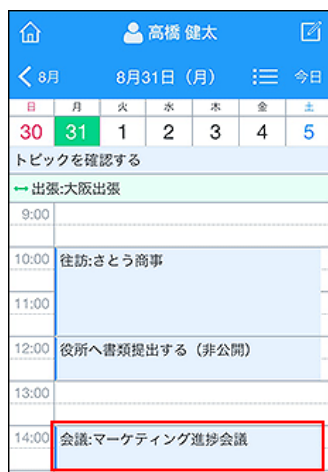 高橋 健太
8月
8月31日（月）
今日
日 月 火 水 木 金 土
30 31 1 2 3 4 5
トピックを確認する
出張:大阪出張
9:00
10:00 往訪:さとう商事
11:00
12:00 役所へ書類提出する（非公開）
13:00
14:00 会議:マーケティング進捗会議